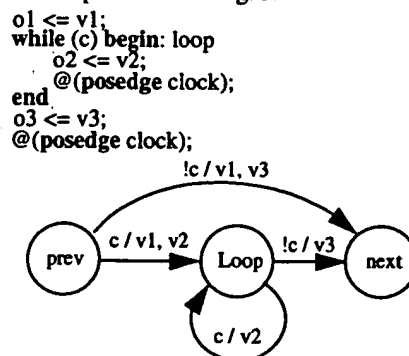 o1 <= v1;
while (c) begin: loop
o2 <= v2;
@(posedge clock);
end
o3 <= v3;
@(posedge clock);
!c / v1, v3
prev
c / v1, v2
Loop
!c / v3
next
c / v2